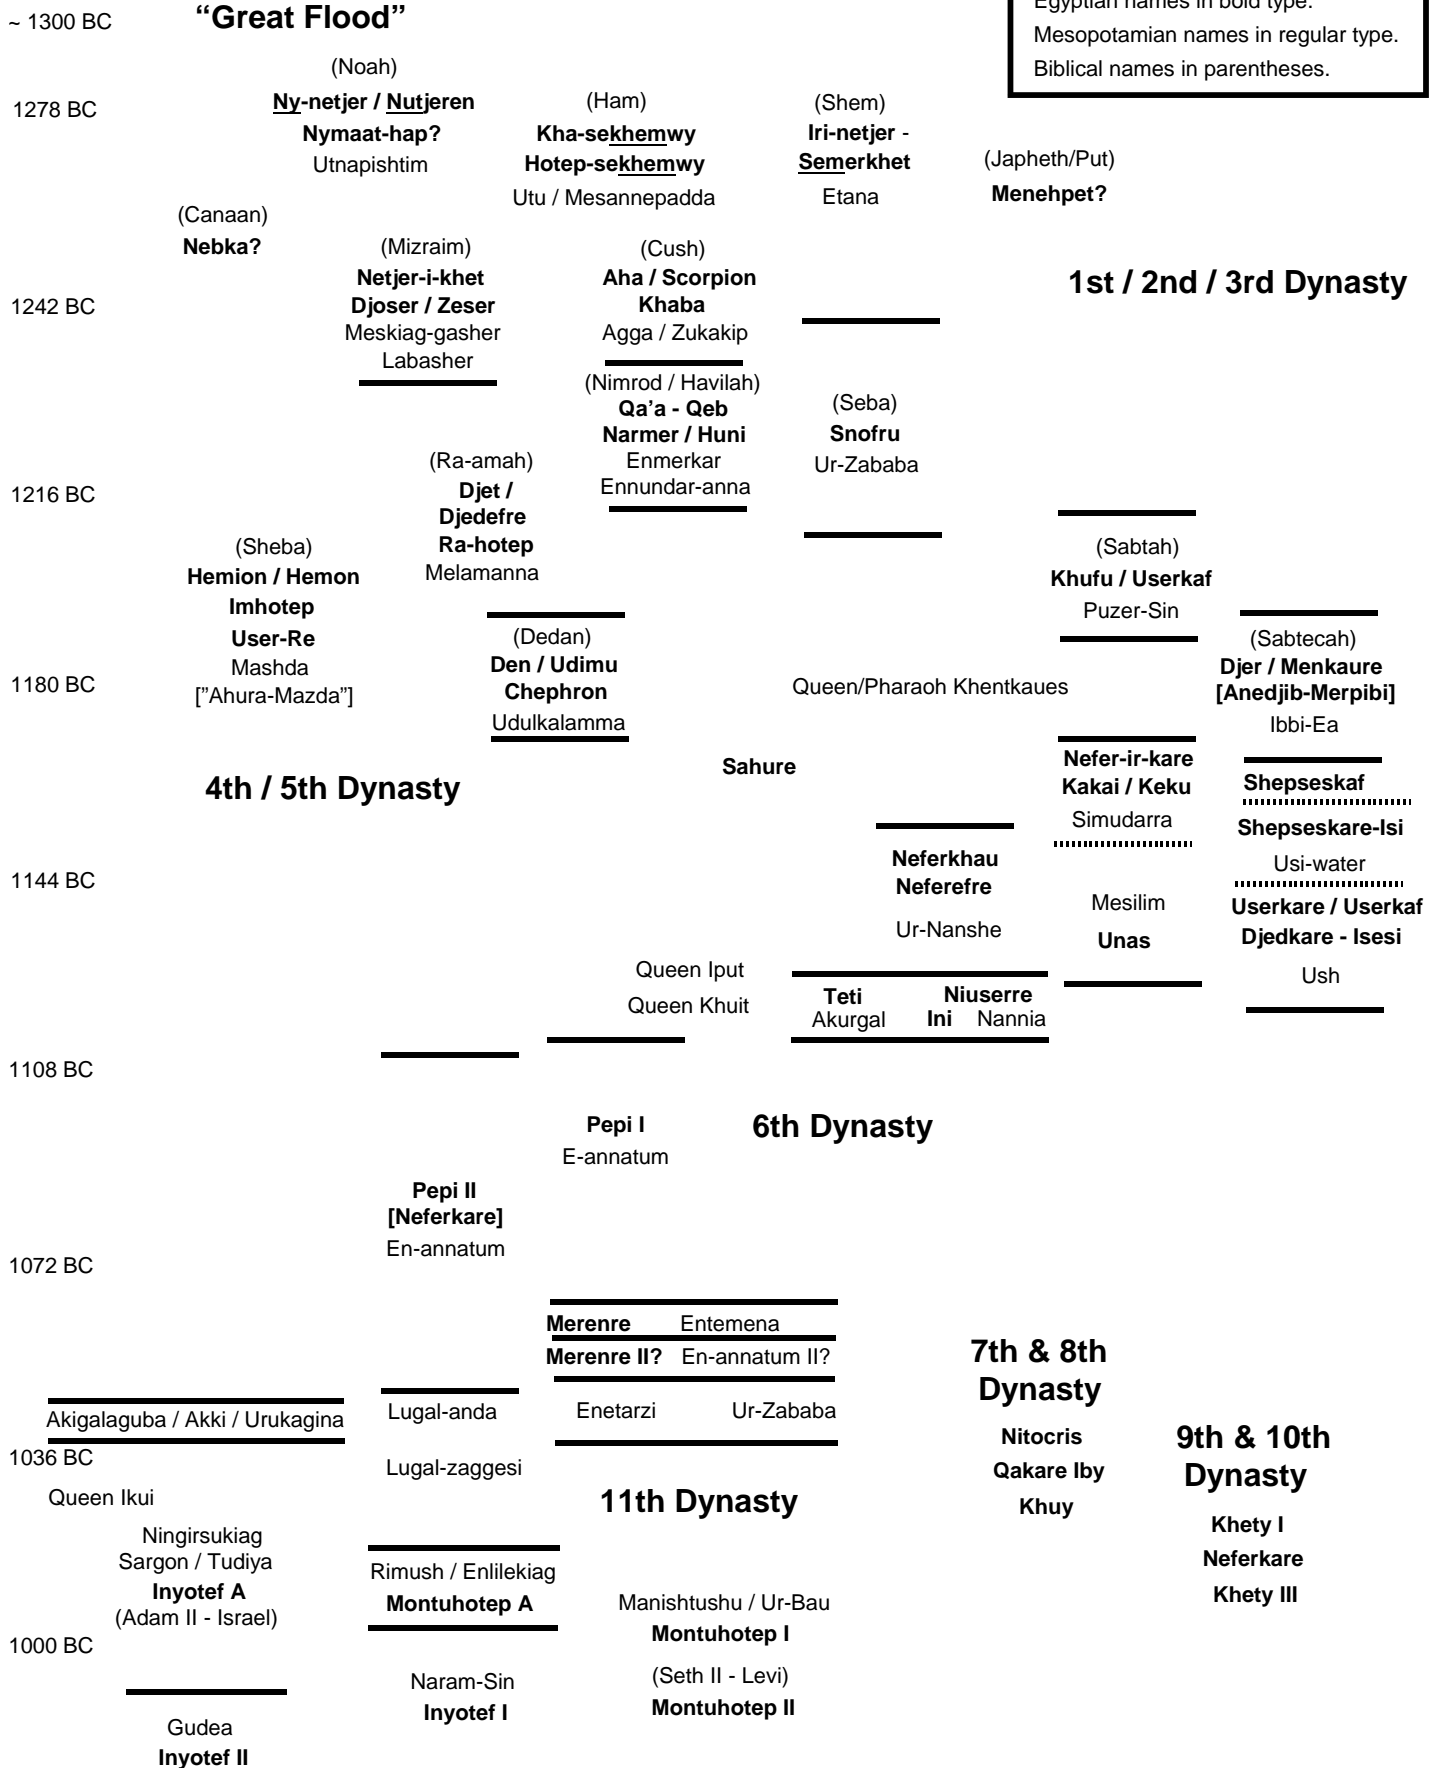 ~ 1300 BC
“Great Flood”
Egyptian names in bold type.
Mesopotamian names in regular type.
Biblical names in parentheses.
1278 BC
(Noah)
Ny-netjer / Nutjeren
Nymaat-hap?
Utnapishtim
(Ham)
Kha-sekhemwy
Hotep-sekhemwy
Utu / Mesannepadda
(Shem)
Iri-netjer -
Semerkhet
Etana
(Japheth/Put)
Menehpet?
(Canaan)
Nebka?
(Mizraim)
Netjer-i-khet
Djoser / Zeser
Meskiag-gasher
Labasher
(Cush)
Aha / Scorpion
Khaba
Agga / Zukakip
1st / 2nd / 3rd Dynasty
1242 BC
(Nimrod / Havilah)
Qa’a - Qeb
Narmer / Huni
Enmerkar
Ennundar-anna
(Seba)
Snofru
Ur-Zababa
1216 BC
(Ra-amah)
Djet /
Djedefre
Ra-hotep
Melamanna
(Sheba)
Hemion / Hemon
Imhotep
User-Re
Mashda
["Ahura-Mazda”]
(Sabtah)
Khufu / Userkaf
Puzer-Sin
(Dedan)
Den / Udimu
Chephron
Udulkalamma
(Sabtecah)
Djer / Menkaure
[Anedjib-Merpibi]
Ibbi-Ea
1180 BC
Queen/Pharaoh Khentkaues
Sahure
Nefer-ir-kare
Kakai / Keku
Simudarra
4th / 5th Dynasty
Shepseskaf
Shepseskare-Isi
Usi-water
1144 BC
Neferkhau
Neferefre
Ur-Nanshe
Mesilim
Unas
Userkare / Userkaf
Djedkare - Isesi
Ush
Queen Iput
Queen Khuit
Teti
Akurgal
Niuserre
Ini Nannia
1108 BC
Pepi I
E-annatum
6th Dynasty
Pepi II
[Neferkare]
En-annatum
1072 BC
Merenre Entemena
Merenre II? En-annatum II?
7th & 8th
Dynasty
Akigalaguba / Akki / Urukagina
Lugal-anda
Enetarzi Ur-Zababa
Nitocris
Qakare Iby
Khuy
9th & 10th
Dynasty
1036 BC
Lugal-zaggesi
Queen Ikui
11th Dynasty
Khety I
Neferkare
Khety III
Ningirsukiag
Sargon / Tudiya
Inyotef A
(Adam II - Israel)
Rimush / Enlilekiag
Montuhotep A
Manishtushu / Ur-Bau
Montuhotep I
(Seth II - Levi)
Montuhotep II
1000 BC
Naram-Sin
Inyotef I
Gudea
Inyotef II